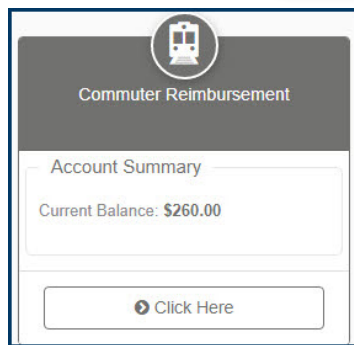 Commuter Reimbursement
Account Summary
Current Balance: $260.00
Click Here